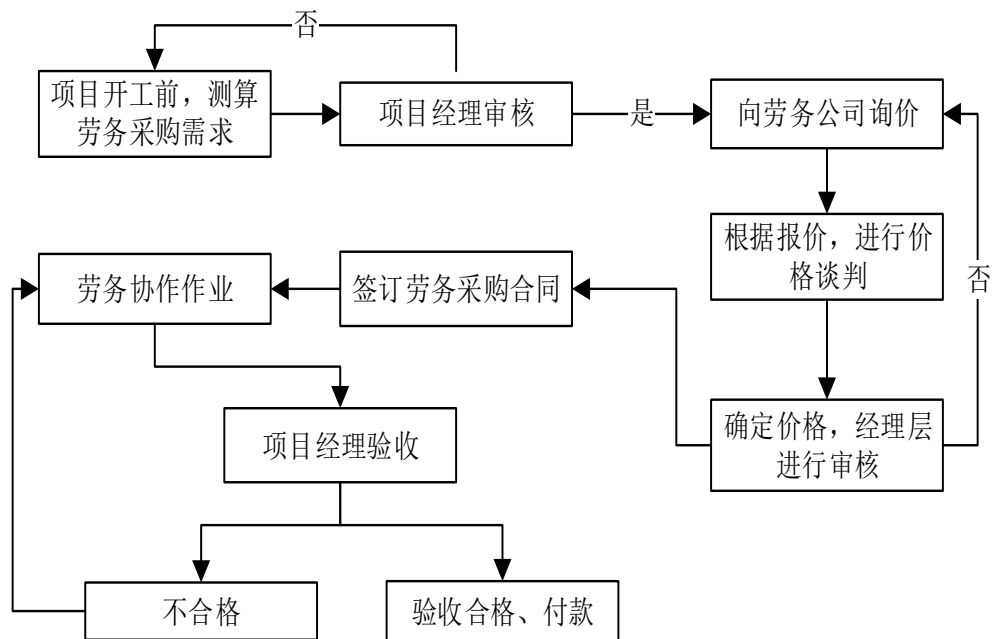 否
项目开工前，测算
劳务采购需求
项目经理审核
是
向劳务公司询价
根据报价，进行价
格谈判
否
劳务协作作业
签订劳务采购合同
确定价格，经理层
进行审核
项目经理验收
不合格
验收合格、付款